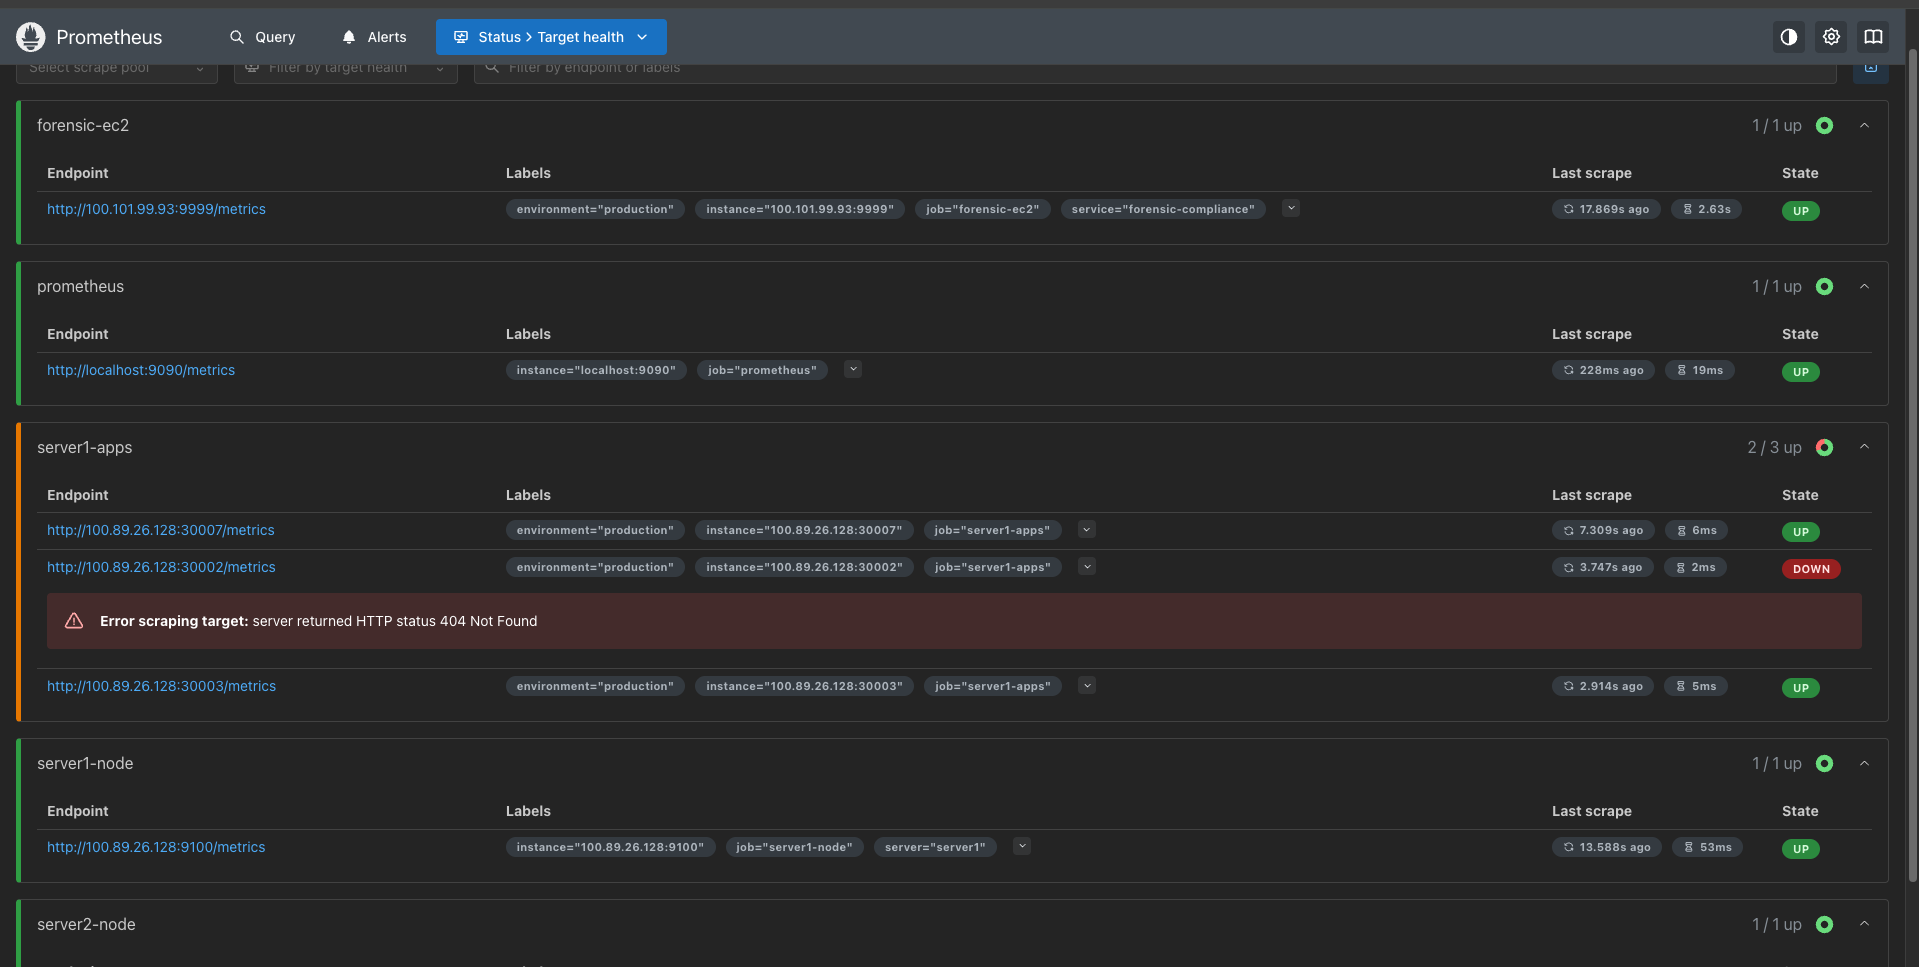 Prometheus
Query
Alerts
Status > Target health
Select scrape pool
Filter by target health
Filter by endpoint or labels
forensic-ec2
1 / 1 up
Endpoint Labels Last scrape State
http://100.101.99.93:9999/metrics environment="production" instance="100.101.99.93:9999" job="forensic-ec2" service="forensic-compliance" 17.869s ago 2.63s UP
prometheus
1 / 1 up
Endpoint Labels Last scrape State
http://localhost:9090/metrics instance="localhost:9090" job="prometheus" 228ms ago 19ms UP
server1-apps
2 / 3 up
Endpoint Labels Last scrape State
http://100.89.26.128:30007/metrics environment="production" instance="100.89.26.128:30007" job="server1-apps" 7.309s ago 6ms UP
http://100.89.26.128:30002/metrics environment="production" instance="100.89.26.128:30002" job="server1-apps" 3.747s ago 2ms DOWN
Error scraping target: server returned HTTP status 404 Not Found
http://100.89.26.128:30003/metrics environment="production" instance="100.89.26.128:30003" job="server1-apps" 2.914s ago 5ms UP
server1-node
1 / 1 up
Endpoint Labels Last scrape State
http://100.89.26.128:9100/metrics instance="100.89.26.128:9100" job="server1-node" server="server1" 13.588s ago 53ms UP
server2-node
1 / 1 up